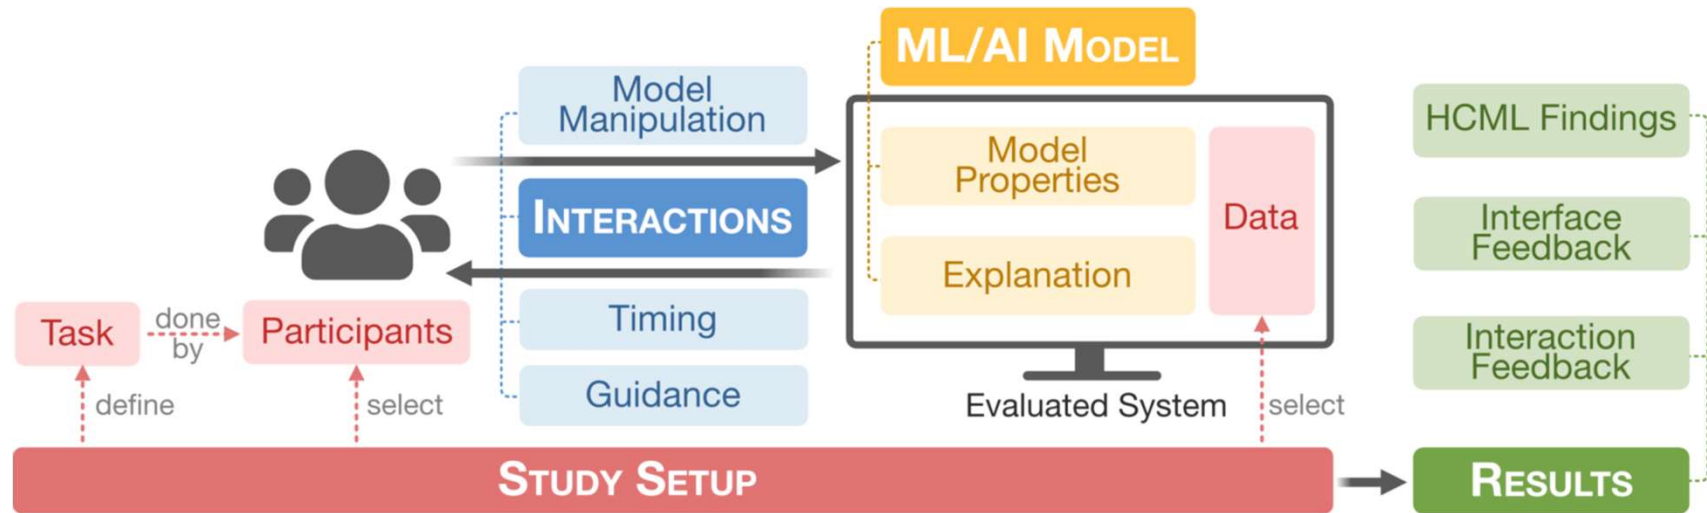 ML/AI MODEL
Model
Manipulation
INTERACTIONS
Timing
Guidance
Model
Properties
Explanation
Data
Evaluated System
Task
done
by
Participants
define
select
select
STUDY SETUP
HCML Findings
Interface
Feedback
Interaction
Feedback
RESULTS